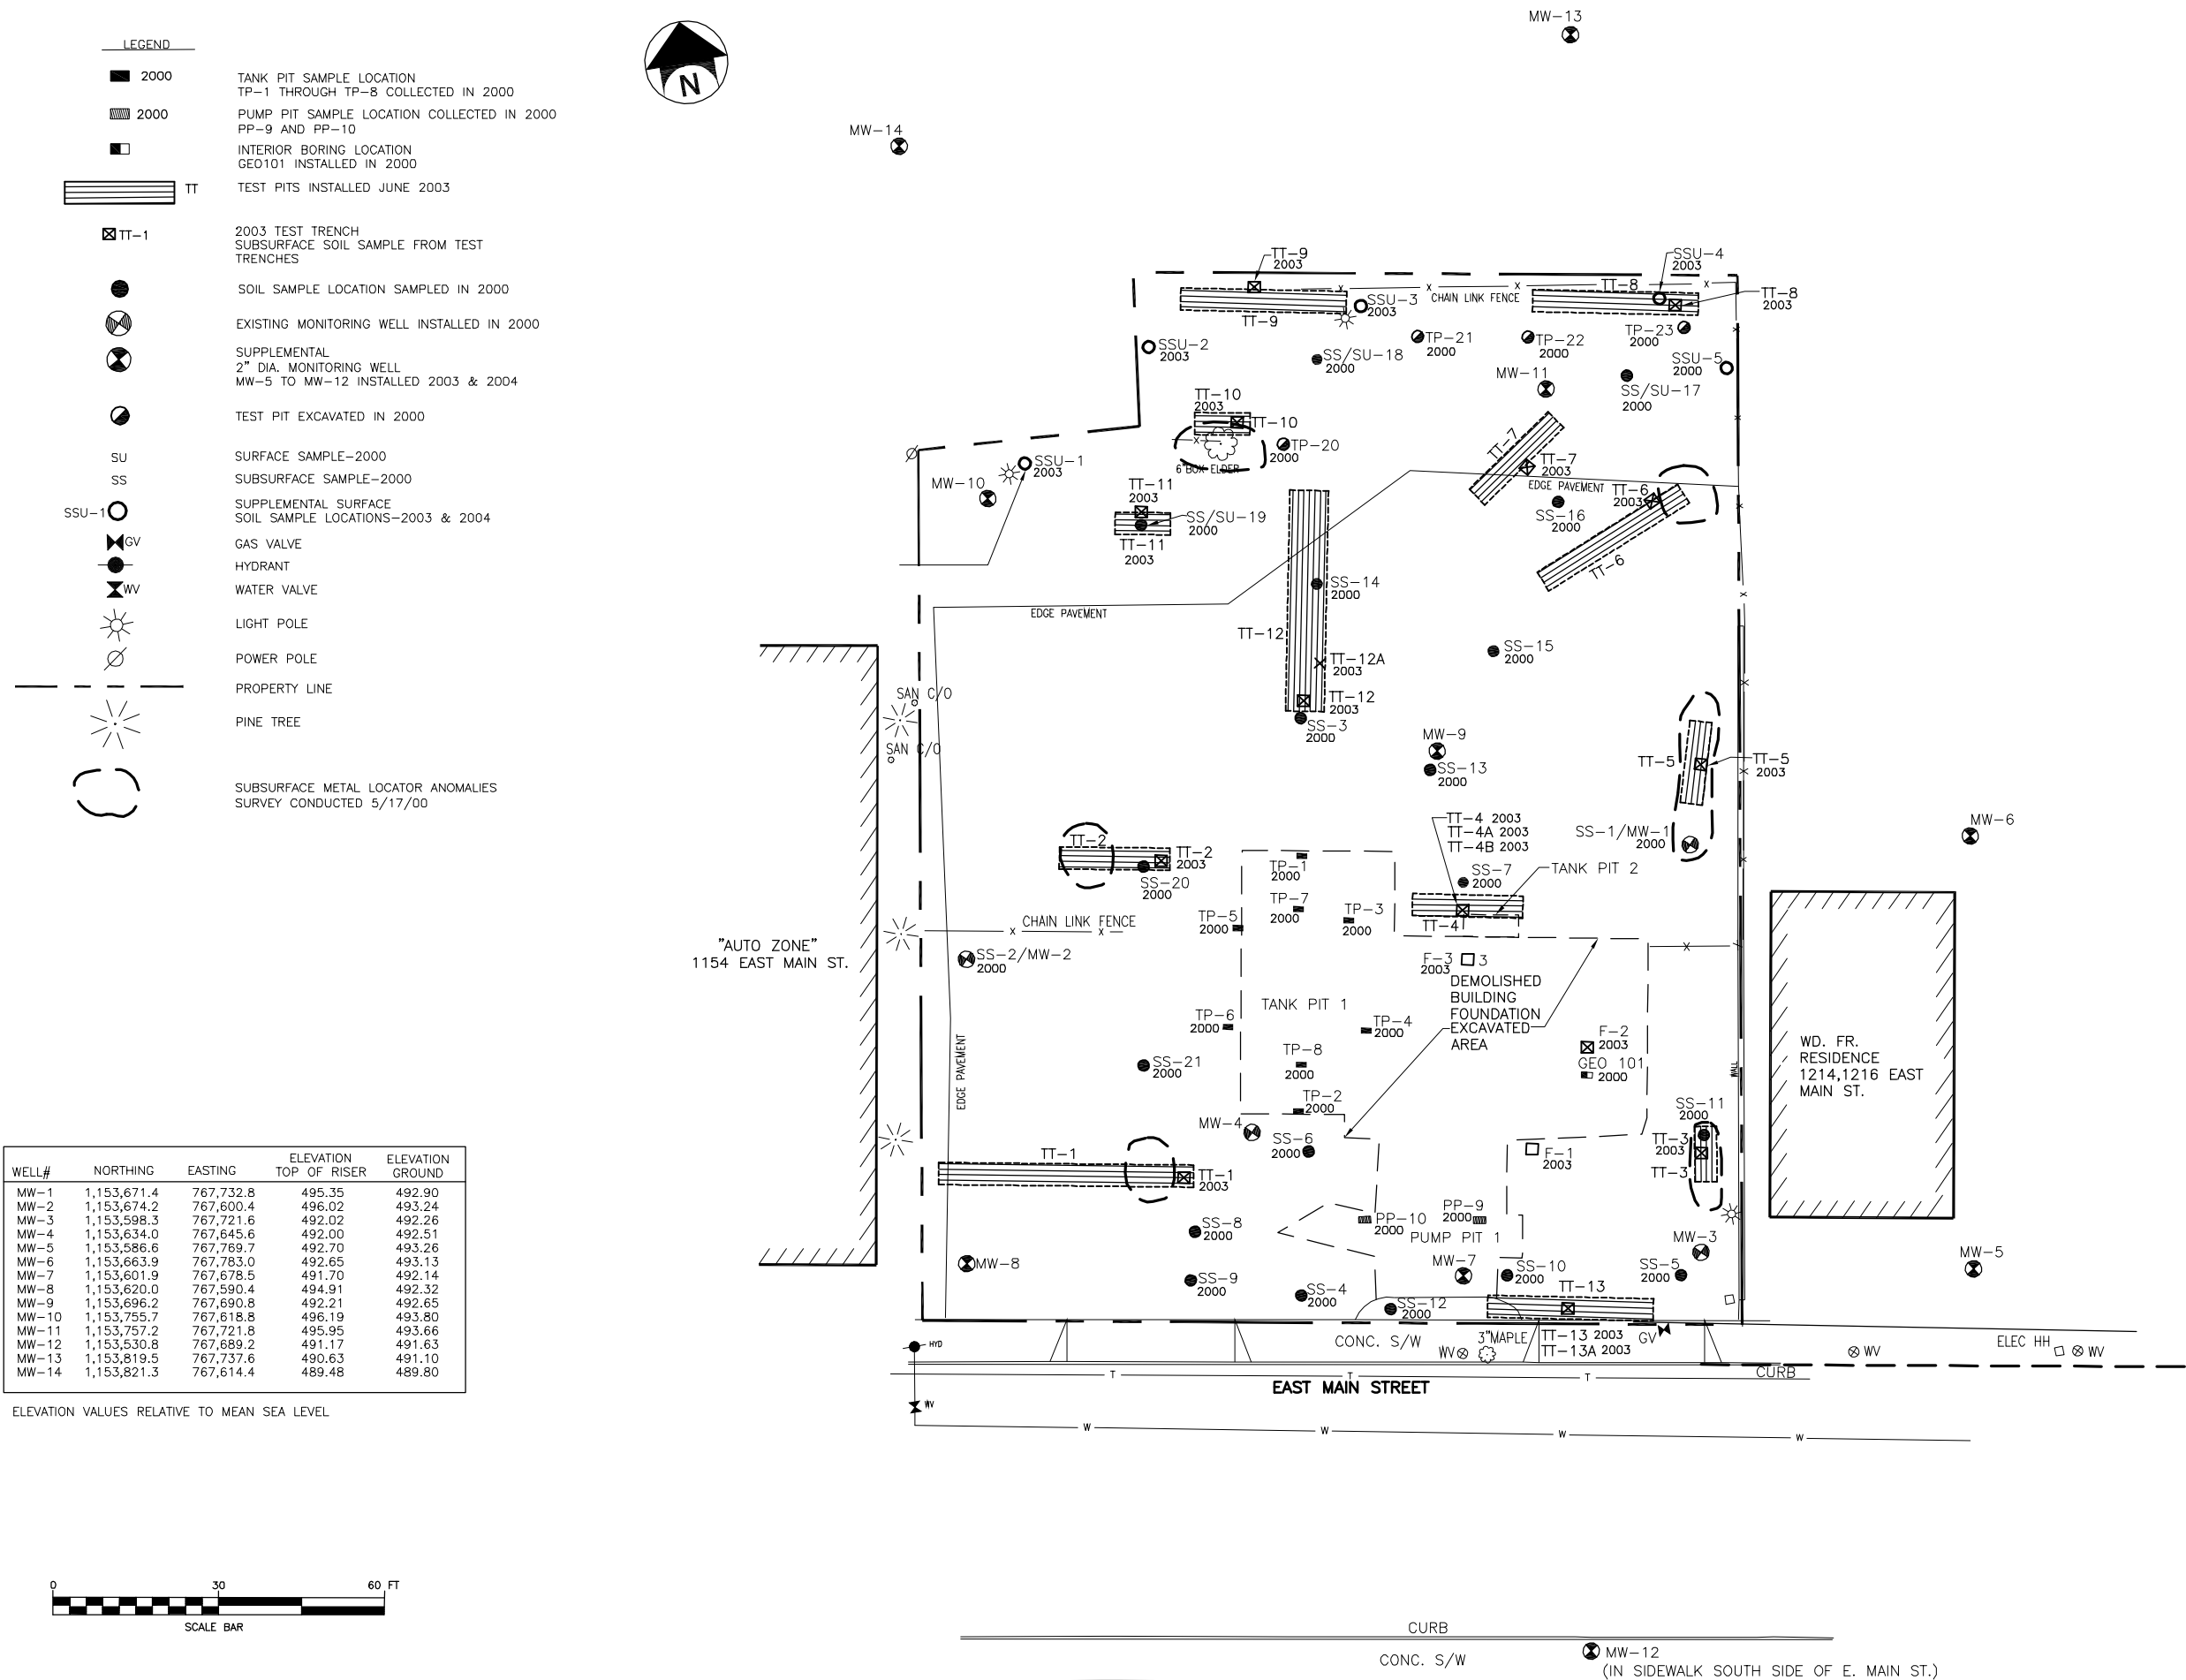 LEGEND
2000
TANK PIT SAMPLE LOCATION
TP-1 THROUGH TP-8 COLLECTED IN 2000
2000
PUMP PIT SAMPLE LOCATION COLLECTED IN 2000
PP-9 AND PP-10
INTERIOR BORING LOCATION
GEO101 INSTALLED IN 2000
TT
TEST PITS INSTALLED JUNE 2003
TT-1
2003 TEST TRENCH
SUBSURFACE SOIL SAMPLE FROM TEST
TRENCHES
SOIL SAMPLE LOCATION SAMPLED IN 2000
EXISTING MONITORING WELL INSTALLED IN 2000
SUPPLEMENTAL
2" DIA. MONITORING WELL
MW-5 TO MW-12 INSTALLED 2003 & 2004
TEST PIT EXCAVATED IN 2000
SU
SURFACE SAMPLE-2000
SS
SUBSURFACE SAMPLE-2000
SSU-1
SUPPLEMENTAL SURFACE
SOIL SAMPLE LOCATIONS-2003 & 2004
GV
GAS VALVE
HYDRANT
WV
WATER VALVE
LIGHT POLE
POWER POLE
PROPERTY LINE
PINE TREE
SUBSURFACE METAL LOCATOR ANOMALIES
SURVEY CONDUCTED 5/17/00
WELL# NORTHING EASTING ELEVATION TOP OF RISER ELEVATION GROUND
MW-1 1,153,671.4 767,732.8 495.35 492.90
MW-2 1,153,674.2 767,600.4 496.02 493.24
MW-3 1,153,598.3 767,721.6 492.02 492.26
MW-4 1,153,634.0 767,645.6 492.00 492.51
MW-5 1,153,586.6 767,769.7 492.70 493.26
MW-6 1,153,663.9 767,783.0 492.65 493.13
MW-7 1,153,601.9 767,678.5 491.70 492.14
MW-8 1,153,620.0 767,590.4 494.91 492.32
MW-9 1,153,696.2 767,690.8 492.21 492.65
MW-10 1,153,755.7 767,618.8 496.19 493.80
MW-11 1,153,757.2 767,721.8 495.95 493.66
MW-12 1,153,530.8 767,689.2 491.17 491.63
MW-13 1,153,819.5 767,737.6 490.63 491.10
MW-14 1,153,821.3 767,614.4 489.48 489.80
ELEVATION VALUES RELATIVE TO MEAN SEA LEVEL
0 30 60 FT
SCALE BAR
N
MW-13
MW-14
TT-9
2003
SSU-4
2003
TT-8
x
x
x
x
x
CHAIN LINK FENCE
TT-8
2003
SSU-3
2003
TT-9
SSU-2
2003
SS/SU-18
2000
TP-21
2000
TP-22
2000
TP-23
2000
SSU-5
2000
MW-11
SS/SU-17
2000
TT-10
2003
TT-10
x
6"BOX ELDER
TP-20
2000
TT-7
TT-7
2003
EDGE PAVEMENT
SSU-1
2003
MW-10
TT-11
2003
SS/SU-19
2000
TT-11
2003
TT-6
2003
SS-16
2000
TT-6
SS-14
2000
EDGE PAVEMENT
TT-12
SS-15
2000
TT-12A
2003
TT-12
2003
SS-3
2000
SAN C/O
SAN C/O
MW-9
SS-13
2000
TT-5
TT-5
2003
TT-4 2003
TT-4A 2003
TT-4B 2003
SS-1/MW-1
2000
MW-6
TT-2
TT-2
2003
SS-20
2000
TP-1
2000
SS-7
2000
TANK PIT 2
TP-7
2000
TP-5
2000
TP-3
2000
TT-4
CHAIN LINK FENCE
x
x
x
"AUTO ZONE"
1154 EAST MAIN ST.
SS-2/MW-2
2000
F-3
2003
3
DEMOLISHED
BUILDING
FOUNDATION
EXCAVATED
AREA
TANK PIT 1
TP-6
2000
TP-4
2000
F-2
2003
GEO 101
2000
TP-8
2000
SS-21
2000
EDGE PAVEMENT
WALL
WD. FR.
RESIDENCE
1214,1216 EAST
MAIN ST.
TP-2
2000
MW-4
SS-6
2000
SS-11
2000
TT-3
2003
TT-3
F-1
2003
TT-1
TT-1
2003
SS-8
2000
PP-10
2000
PP-9
2000
PUMP PIT 1
MW-3
MW-5
MW-8
MW-7
SS-9
2000
SS-10
2000
SS-5
2000
SS-4
2000
SS-12
2000
TT-13
HYD
CONC. S/W
3"MAPLE
TT-13 2003
TT-13A 2003
GV
WV
WV
ELEC HH
WV
CURB
T
T
T
EAST MAIN STREET
WV
W
W
W
W
CURB
CONC. S/W
MW-12
(IN SIDEWALK SOUTH SIDE OF E. MAIN ST.)